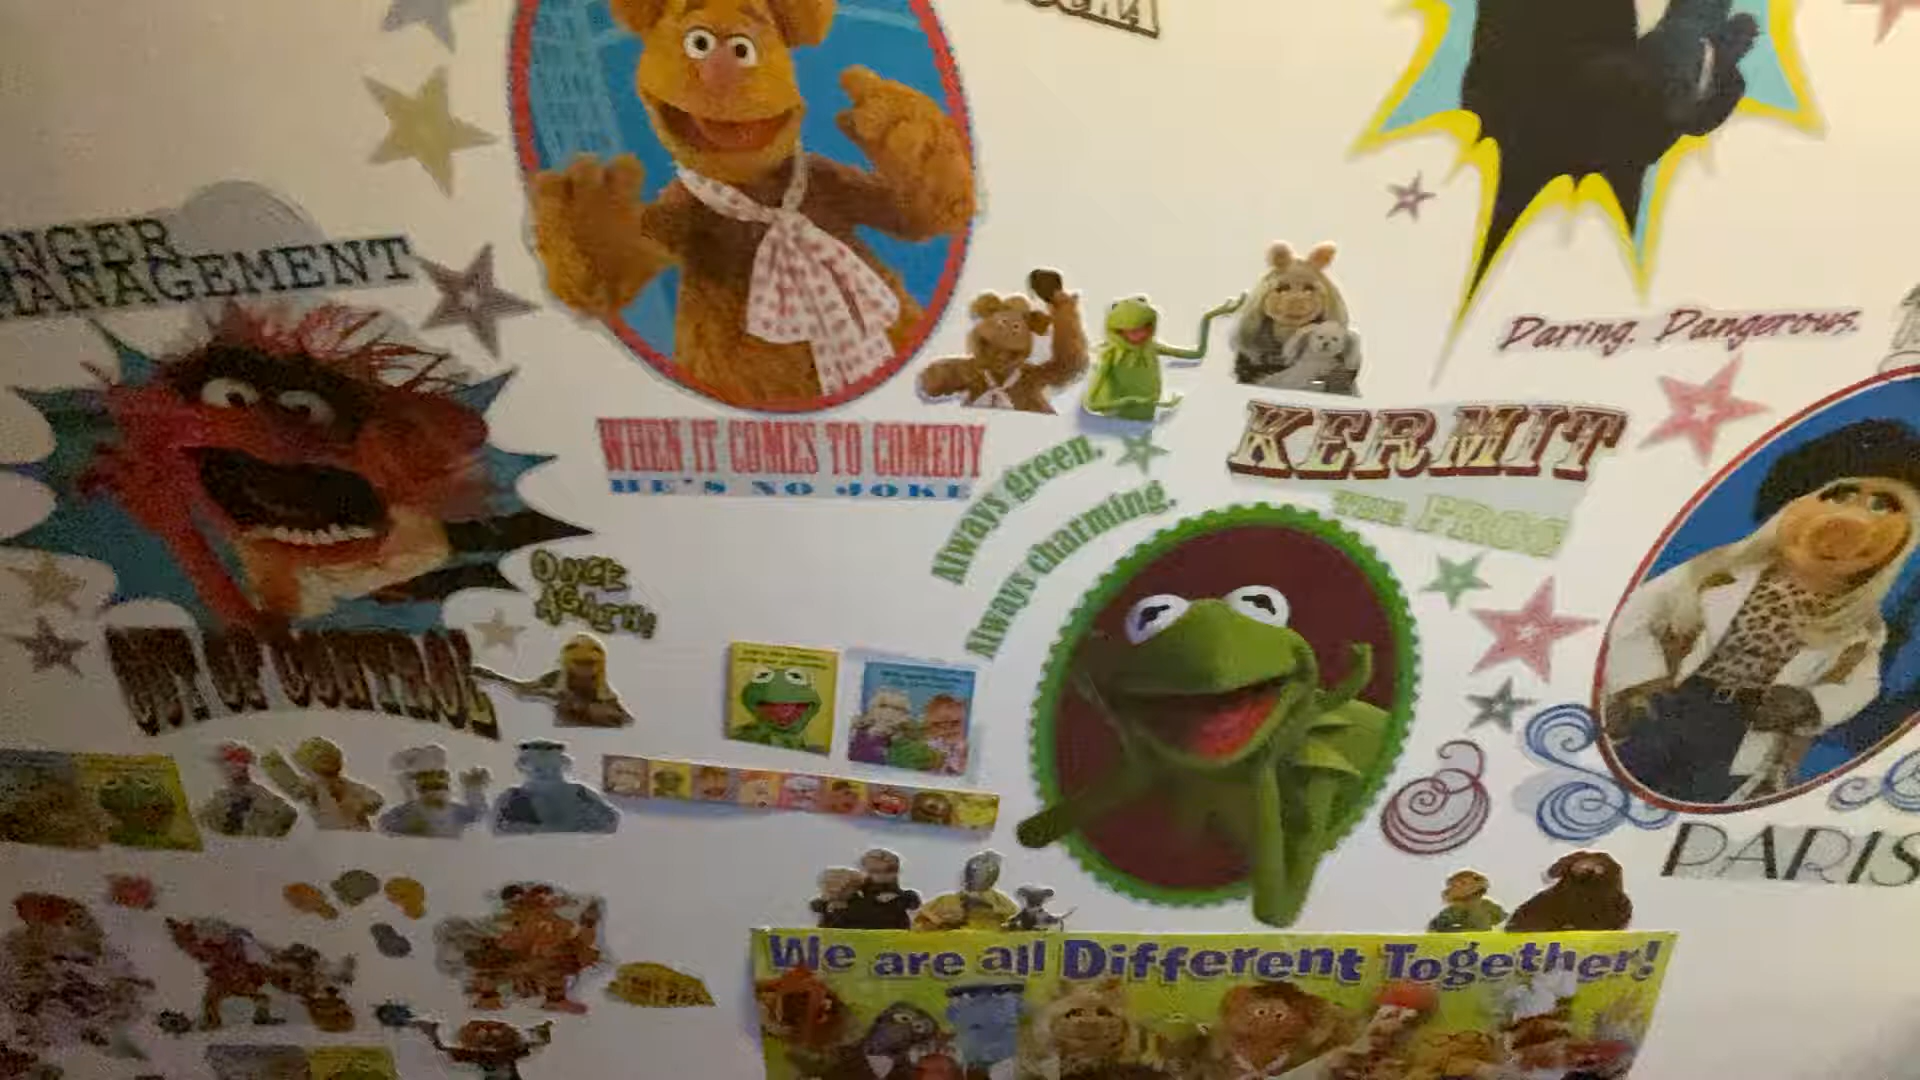 NGER
MANAGEMENT
Daring. Dangerous.
WHEN IT COMES TO COMEDY
HE'S NO JOKE
Always green.
Always charming.
KERMIT
THE FROG
ONCE
AGAIN!
OUT OF CONTROL
PARIS
We are all Different Together!